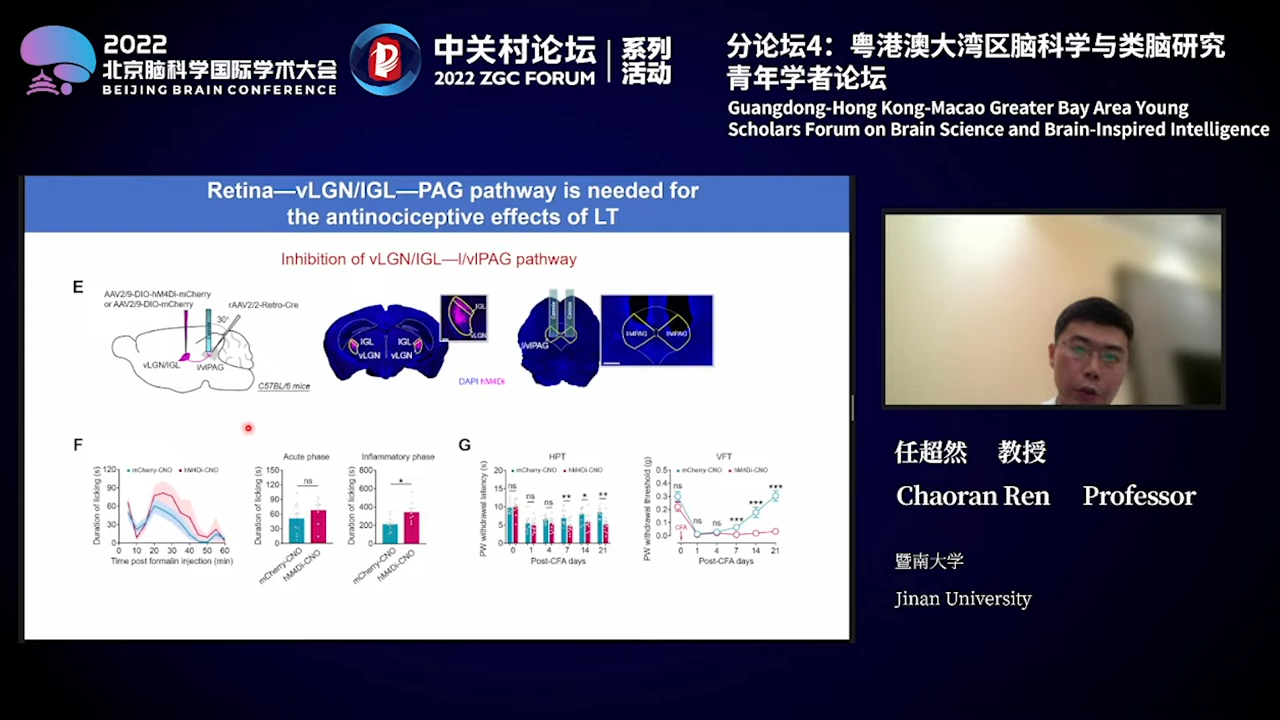 2022
北京脑科学国际学术大会
BEIJING BRAIN CONFERENCE
中关村论坛
2022 ZGC FORUM
系列
活动
分论坛4：粤港澳大湾区脑科学与类脑研究
青年学者论坛
Guangdong-Hong Kong-Macao Greater Bay Area Young
Scholars Forum on Brain Science and Brain-Inspired Intelligence
Retina—vLGN/IGL—PAG pathway is needed for
the antinociceptive effects of LT
Inhibition of vLGN/IGL—l/vlPAG pathway
E
AAV2/9-DIO-hM4Di-mCherry
or AAV2/9-DIO-mCherry
rAAV2/2-Retro-Cre
30°
vLGN/IGL
l/vlPAG
C57BL/6 mice
IGL IGL
vLGN vLGN
IGL
vLGN
DAPI hM4Di
Cannula Cannula
l/vlPAG
l/vlPAG l/vlPAG
F
mCherry-CNO hM4Di-CNO
Duration of licking (s)
120
90
60
30
0
0 10 20 30 40 50 60
Time post formalin injection (min)
Acute phase
Duration of licking (s)
150
120
90
60
30
0
ns
mCherry-CNO
hM4Di-CNO
Inflammatory phase
Duration of licking (s)
800
600
400
200
0
*
mCherry-CNO
hM4Di-CNO
G
HPT
mCherry-CNO hM4Di-CNO
PW withdrawal latency (s)
20
15
10
5
0
ns ns ns ** * **
0 1 4 7 14 21
Post-CFA days
VFT
mCherry-CNO hM4Di-CNO
PW withdrawal threshold (g)
0.5
0.4
0.3
0.2
0.1
0.0
ns ns ns *** *** ***
CFA
0 1 4 7 14 21
Post-CFA days
任超然 教授
Chaoran Ren Professor
暨南大学
Jinan University